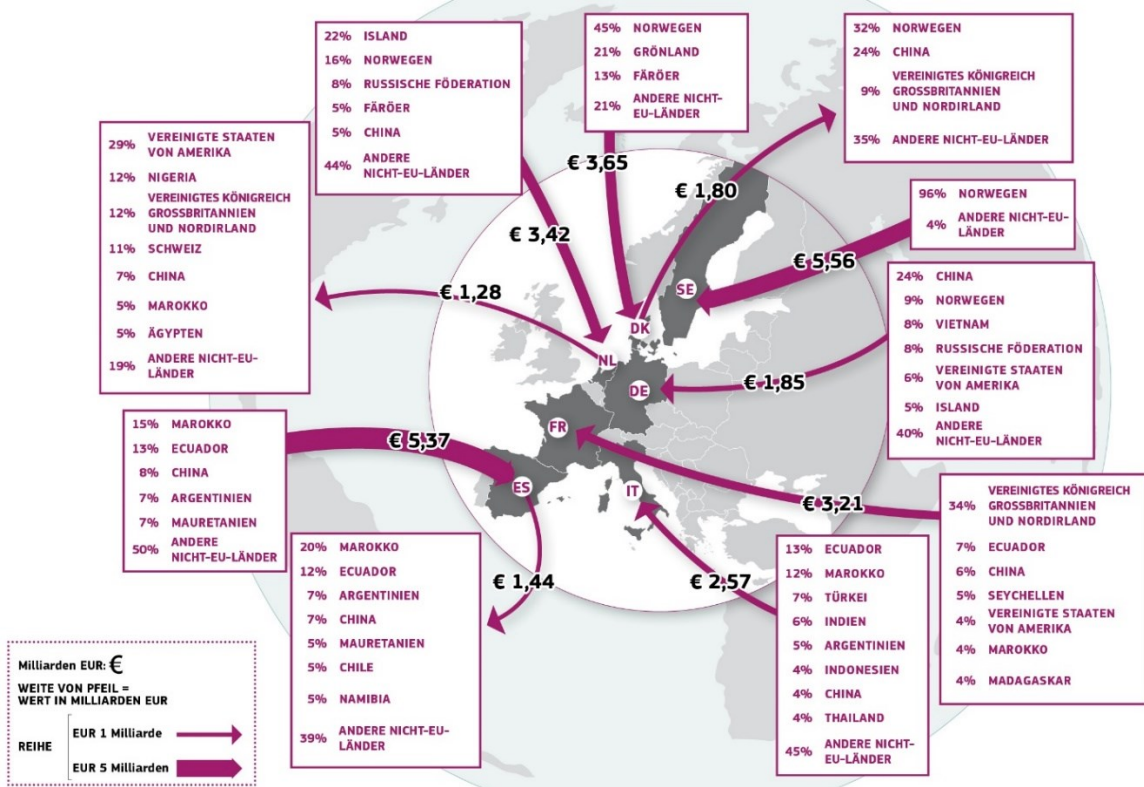 22% ISLAND
16% NORWEGEN
8% RUSSISCHE FÖDERATION
5% FÄRÖER
5% CHINA
44% ANDERE
NICHT-EU-LÄNDER
45% NORWEGEN
21% GRÖNLAND
13% FÄRÖER
21% ANDERE NICHT-
EU-LÄNDER
32% NORWEGEN
24% CHINA
9% VEREINIGTES KÖNIGREICH
GROSSBRITANNIEN
UND NORDIRLAND
35% ANDERE NICHT-EU-LÄNDER
29% VEREINIGTE STAATEN
VON AMERIKA
12% NIGERIA
12% VEREINIGTES KÖNIGREICH
GROSSBRITANNIEN
UND NORDIRLAND
11% SCHWEIZ
7% CHINA
5% MAROKKO
5% ÄGYPTEN
19% ANDERE NICHT-EU-
LÄNDER
96% NORWEGEN
4% ANDERE NICHT-EU-
LÄNDER
€ 3,65
€ 1,80
€ 3,42
€ 5,56
€ 1,28
SE
DK
NL
DE
€ 1,85
24% CHINA
9% NORWEGEN
8% VIETNAM
8% RUSSISCHE FÖDERATION
6% VEREINIGTE STAATEN
VON AMERIKA
5% ISLAND
40% ANDERE
NICHT-EU-LÄNDER
15% MAROKKO
13% ECUADOR
8% CHINA
7% ARGENTINIEN
7% MAURETANIEN
50% ANDERE
NICHT-EU-LÄNDER
€ 5,37
FR
ES
IT
€ 3,21
€ 1,44
€ 2,57
20% MAROKKO
12% ECUADOR
7% ARGENTINIEN
7% CHINA
5% MAURETANIEN
5% CHILE
5% NAMIBIA
39% ANDERE NICHT-EU-
LÄNDER
13% ECUADOR
12% MAROKKO
7% TÜRKEI
6% INDIEN
5% ARGENTINIEN
4% INDONESIEN
4% CHINA
4% THAILAND
45% ANDERE NICHT-
EU-LÄNDER
34% VEREINIGTES KÖNIGREICH
GROSSBRITANNIEN
UND NORDIRLAND
7% ECUADOR
6% CHINA
5% SEYCHELLEN
4% VEREINIGTE STAATEN
VON AMERIKA
4% MAROKKO
4% MADAGASKAR
Milliarden EUR: €
WEITE VON PFEIL =
WERT IN MILLIARDEN EUR
REIHE
EUR 1 Milliarde
EUR 5 Milliarden